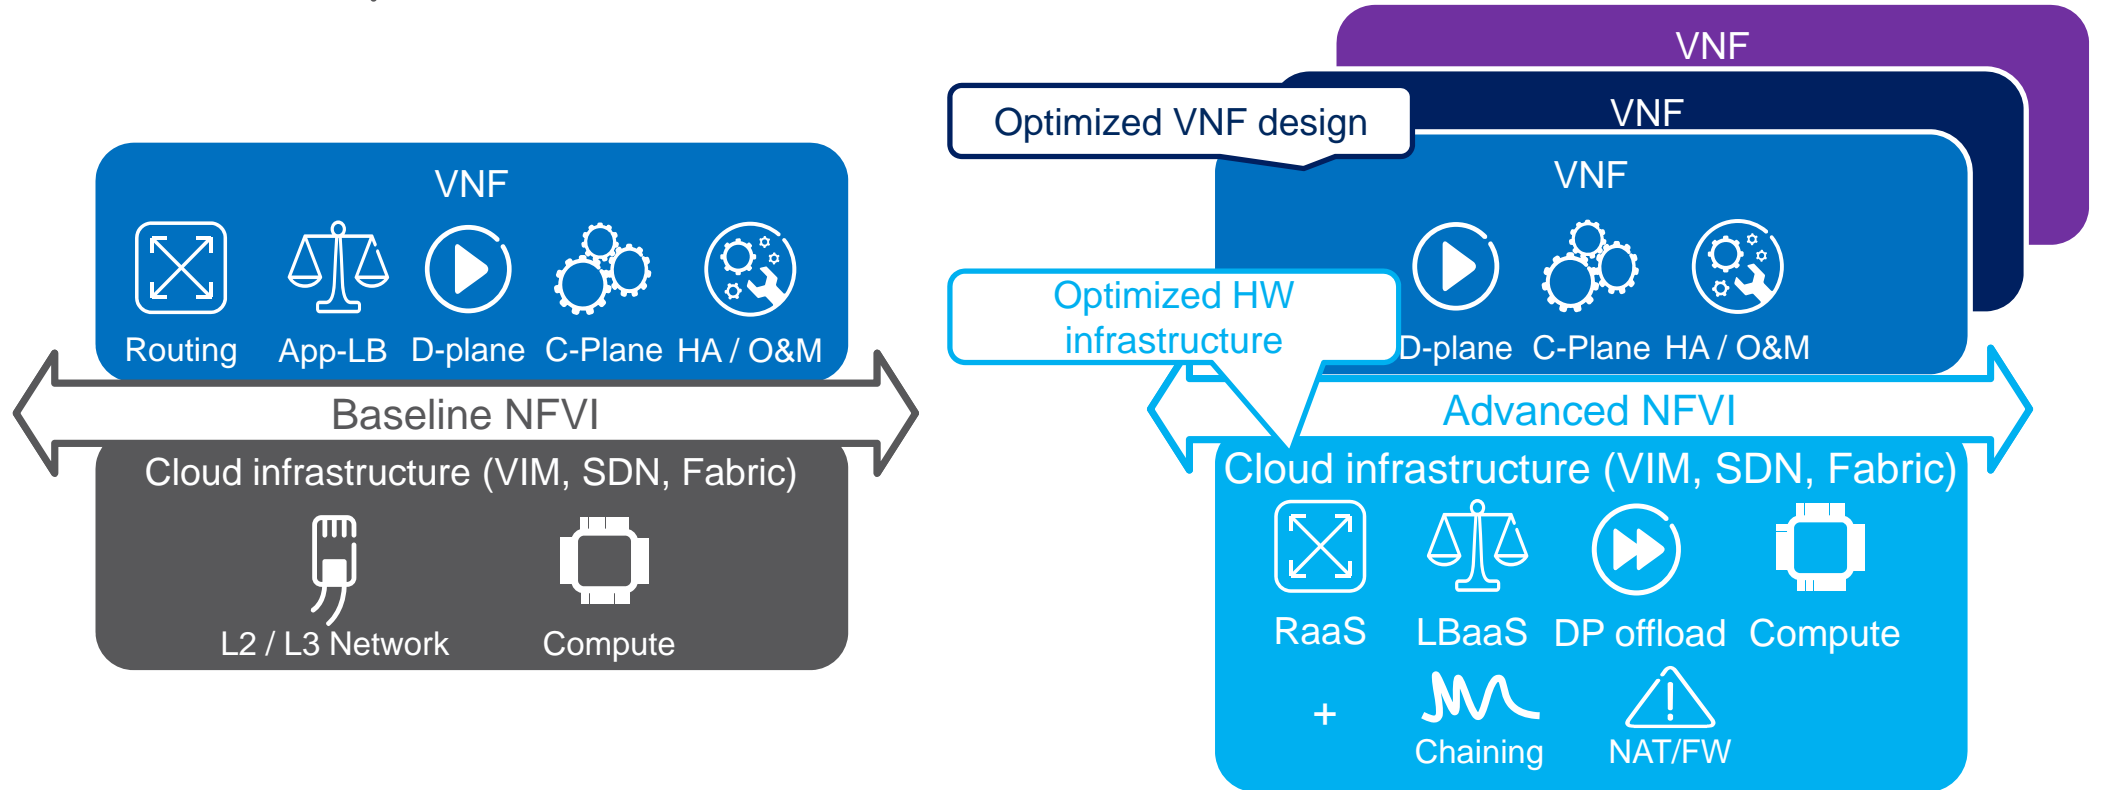 VNF
Routing
App-LB
D-plane
C-Plane
HA / O&M
Baseline NFVI
Cloud infrastructure (VIM, SDN, Fabric)
L2 / L3 Network
Compute
VNF
VNF
Optimized VNF design
VNF
Optimized HW
infrastructure
D-plane
C-Plane
HA / O&M
Advanced NFVI
Cloud infrastructure (VIM, SDN, Fabric)
RaaS
LBaaS
DP offload
Compute
+
Chaining
NAT/FW